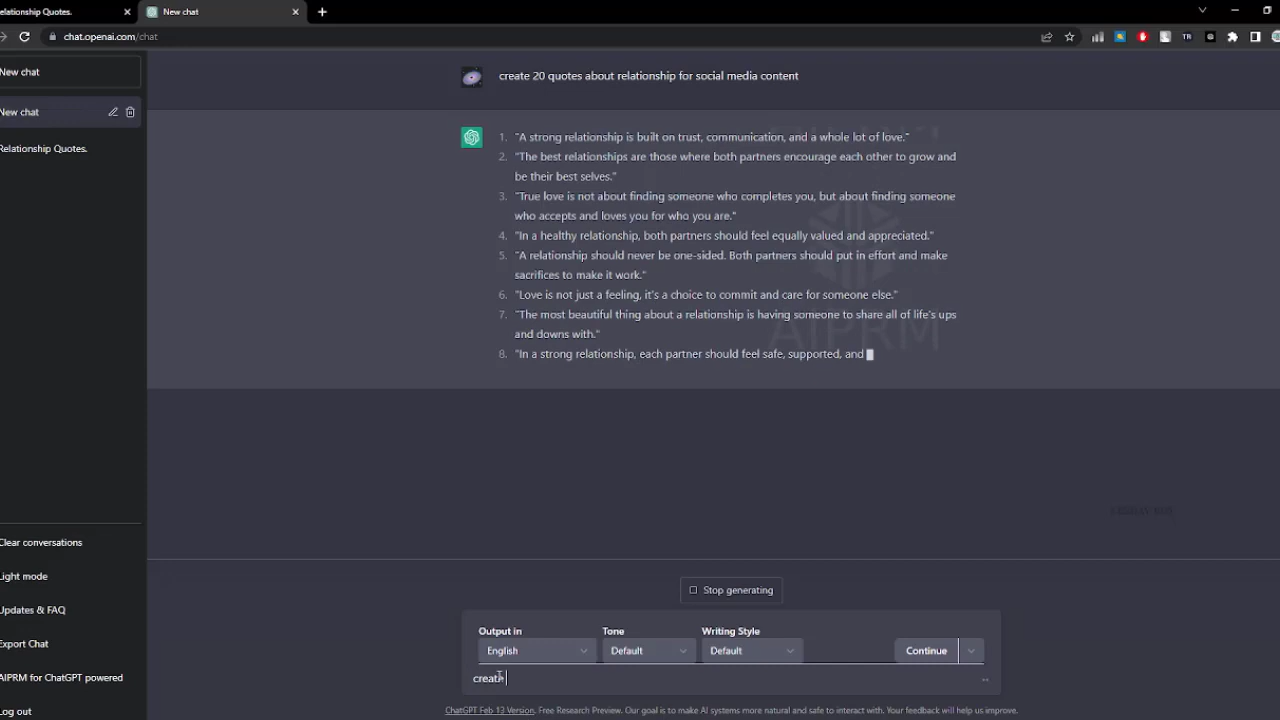 elationship Quotes.
New chat
chat.openai.com/chat
TR
New chat
New chat
Relationship Quotes.
create 20 quotes about relationship for social media content
1. "A strong relationship is built on trust, communication, and a whole lot of love."
2. "The best relationships are those where both partners encourage each other to grow and
be their best selves."
3. "True love is not about finding someone who completes you, but about finding someone
who accepts and loves you for who you are."
4. "In a healthy relationship, both partners should feel equally valued and appreciated."
5. "A relationship should never be one-sided. Both partners should put in effort and make
sacrifices to make it work."
6. "Love is not just a feeling, it's a choice to commit and care for someone else."
7. "The most beautiful thing about a relationship is having someone to share all of life's ups
and downs with."
8. "In a strong relationship, each partner should feel safe, supported, and
AIPRM
Clear conversations
Light mode
Updates & FAQ
Export Chat
AIPRM for ChatGPT powered
Log out
Stop generating
Output in
Tone
Writing Style
English
Default
Default
Continue
ChatGPT Feb 13 Version. Free Research Preview. Our goal is to make AI systems more natural and safe to interact with. Your feedback will help us improve.